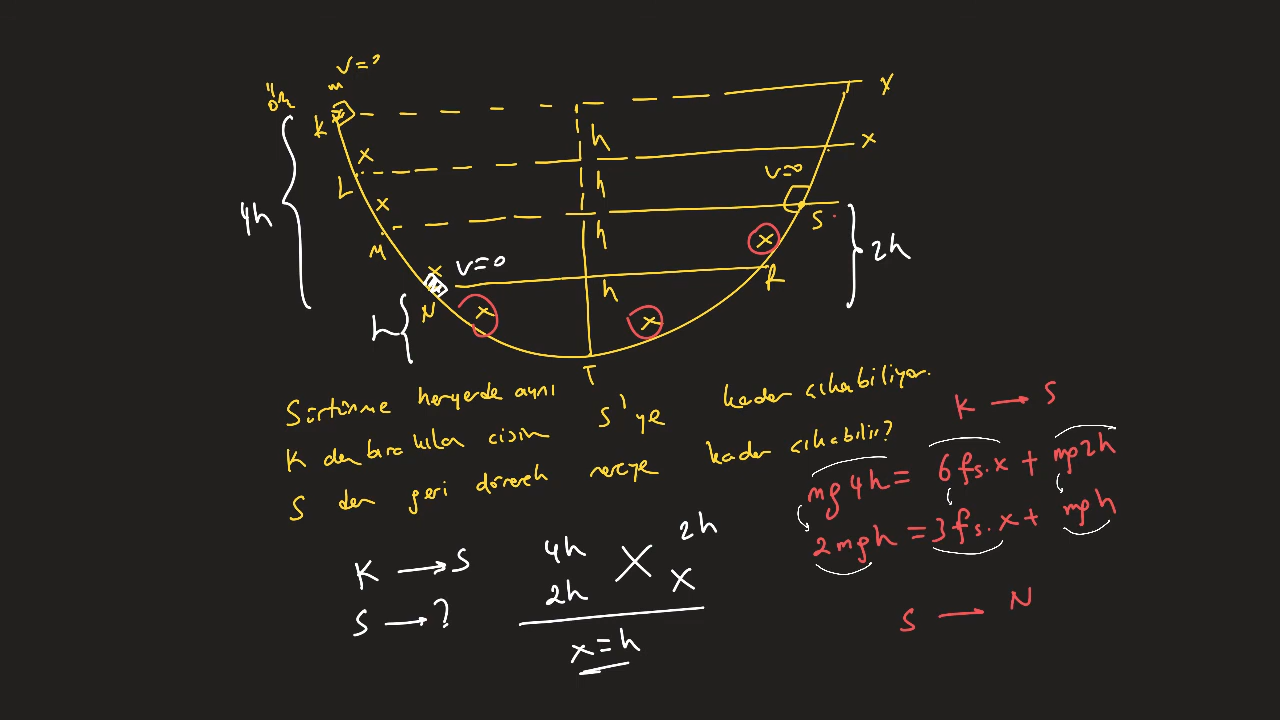 V = ?
m
K
X
h
X
X
L
h
V=0
4h
X
S
M
h
X
2h
X
V=0
R
N
h
X
h
X
T
Sürtünme heryerde aynı
K den bırakılan cisim S'ye kadar çıkabiliyor.
S den geri dönerek nereye kadar çıkabilir?
K → S
mg4h = 6fs.x + mg2h
2mgh = 3fs.x + mgh
S → N
K → S
S → ?
4h 2h
2h x
x = h